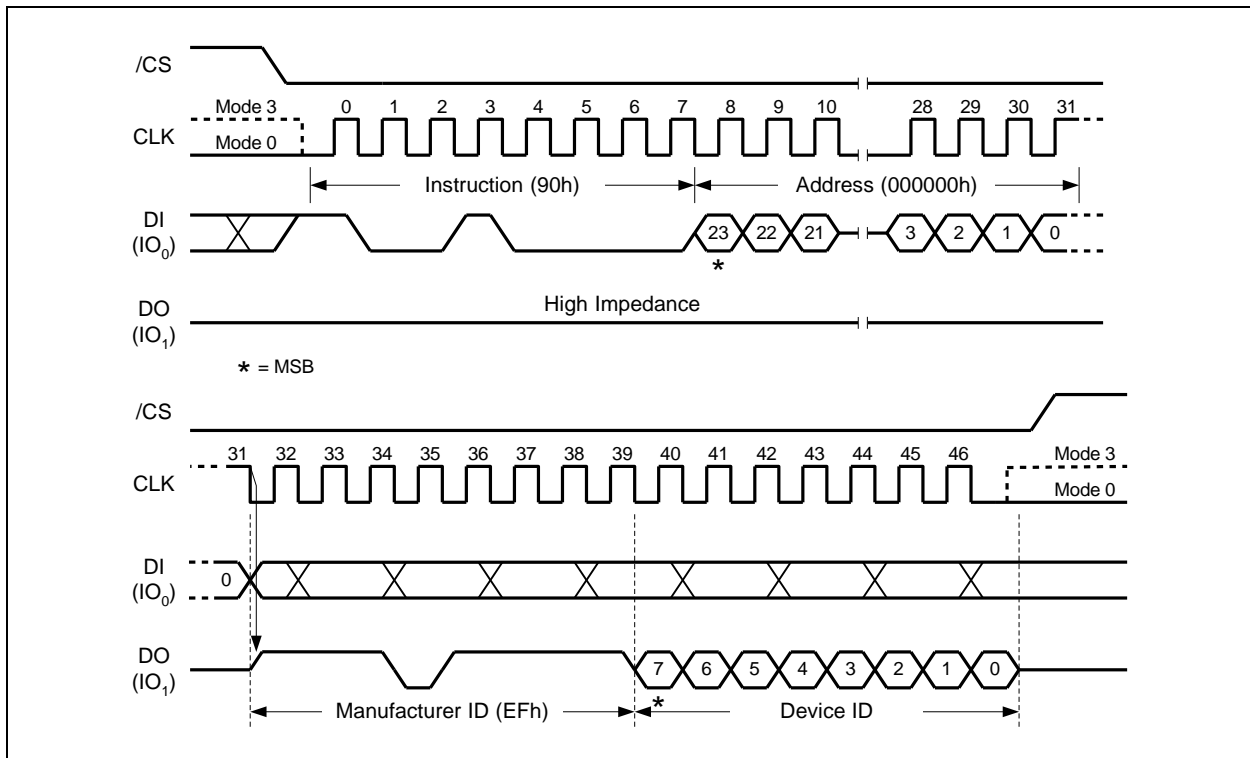 /CS
Mode 3
0 1 2 3 4 5 6 7 8 9 10 28 29 30 31
CLK
Mode 0
Instruction (90h) Address (000000h)
DI
(IO0)
23 22 21 3 2 1 0
*
High Impedance
DO
(IO1)
* = MSB
/CS
31 32 33 34 35 36 37 38 39 40 41 42 43 44 45 46
Mode 3
CLK
Mode 0
DI
(IO0)
0
DO
(IO1)
7 6 5 4 3 2 1 0
*
Manufacturer ID (EFh) Device ID